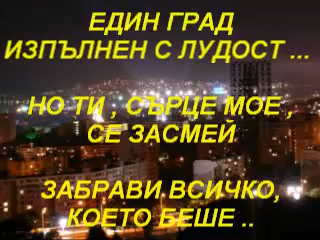 ЕДИН ГРАД
ИЗПЪЛНЕН С ЛУДОСТ ...
НО ТИ , СЪРЦЕ МОЕ ,
СЕ ЗАСМЕЙ
ЗАБРАВИ ВСИЧКО,
КОЕТО БЕШЕ ..